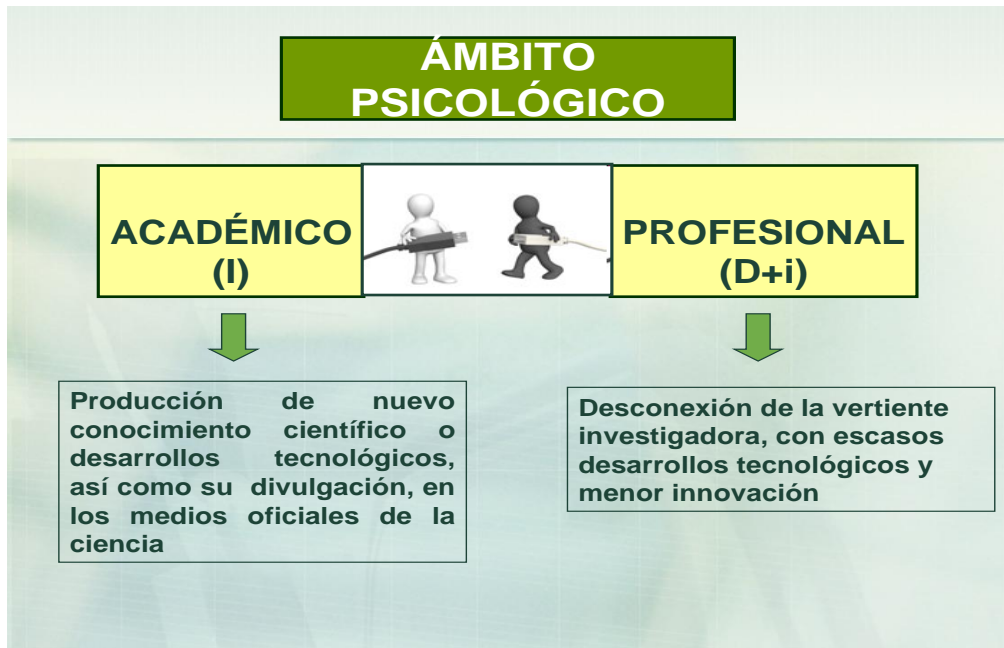 ÁMBITO
PSICOLÓGICO
ACADÉMICO
(I)
PROFESIONAL
(D+i)
Producción de nuevo
conocimiento científico o
desarrollos tecnológicos,
así como su divulgación, en
los medios oficiales de la
ciencia
Desconexión de la vertiente
investigadora, con escasos
desarrollos tecnológicos y
menor innovación